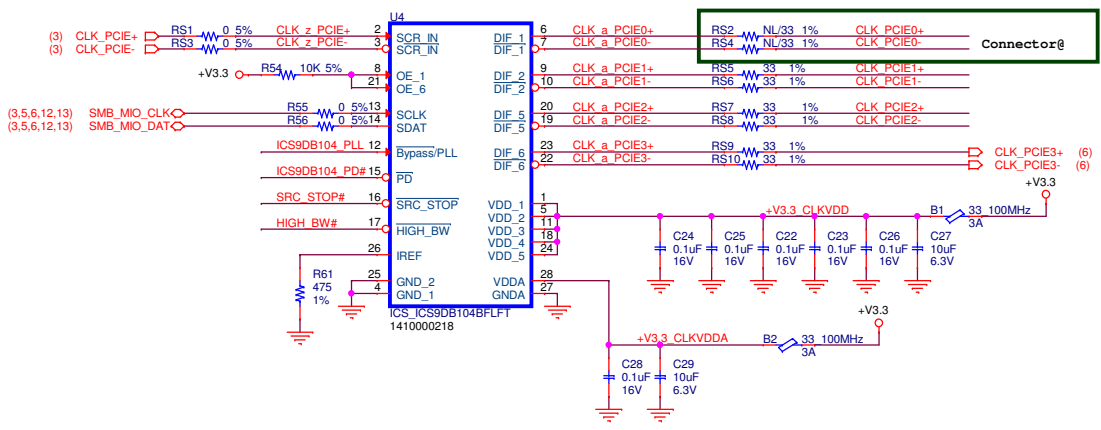 U4
(3) CLK_PCIE+ RS1 0 5% CLK_z_PCIE+ 2 SCR_IN DIF_1 6 CLK_a_PCIE0+ RS2 NL/33 1% CLK_PCIE0+
(3) CLK_PCIE- RS3 0 5% CLK_z_PCIE- 3 SCR_IN DIF_1 7 CLK_a_PCIE0- RS4 NL/33 1% CLK_PCIE0-
Connector@
+V3.3 R54 10K 5% 8 OE_1 DIF_2 9 CLK_a_PCIE1+ RS5 33 1% CLK_PCIE1+
21 OE_6 DIF_2 10 CLK_a_PCIE1- RS6 33 1% CLK_PCIE1-
(3,5,6,12,13) SMB_MIO_CLK R55 0 5% 13 SCLK DIF_5 20 CLK_a_PCIE2+ RS7 33 1% CLK_PCIE2+
(3,5,6,12,13) SMB_MIO_DAT R56 0 5% 14 SDAT DIF_5 19 CLK_a_PCIE2- RS8 33 1% CLK_PCIE2-
ICS9DB104_PLL 12 Bypass/PLL DIF_6 23 CLK_a_PCIE3+ RS9 33 1% CLK_PCIE3+ (6)
DIF_6 22 CLK_a_PCIE3- RS10 33 1% CLK_PCIE3- (6)
ICS9DB104_PD# 15 PD
SRC_STOP# 16 SRC_STOP VDD_1 1
+V3.3
HIGH_BW# 17 HIGH_BW VDD_2 5 +V3.3_CLKVDD B1 33_100MHz
3A
VDD_3 11
VDD_4 18
26 IREF VDD_5 24
C24 C25 C22 C23 C26 C27
0.1uF 0.1uF 0.1uF 0.1uF 0.1uF 10uF
16V 16V 16V 16V 16V 6.3V
R61
475
1%
25 GND_2 VDDA 28
4 GND_1 GNDA 27
ICS_ICS9DB104BFLFT
1410000218
+V3.3
+V3.3_CLKVDDA B2 33_100MHz
3A
C28 C29
0.1uF 10uF
16V 6.3V